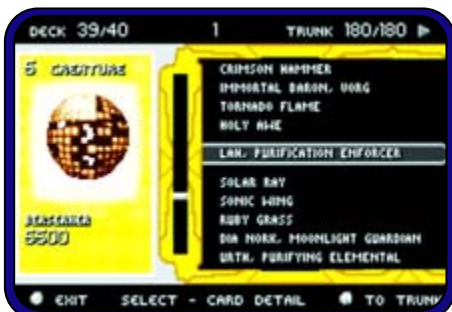 DECK 39/40 1 TRUNK 180/180
5 CREATURE
BERSERKER
5500
CRIMSON HAMMER
IMMORTAL BARON, VORG
TORNADO FLAME
HOLY AWE
LAH, PURIFICATION ENFORCER
SOLAR RAY
SONIC WING
RUBY GRASS
DIA NORK, MOONLIGHT GUARDIAN
URTH, PURIFYING ELEMENTAL
EXIT SELECT - CARD DETAIL TO TRUNK